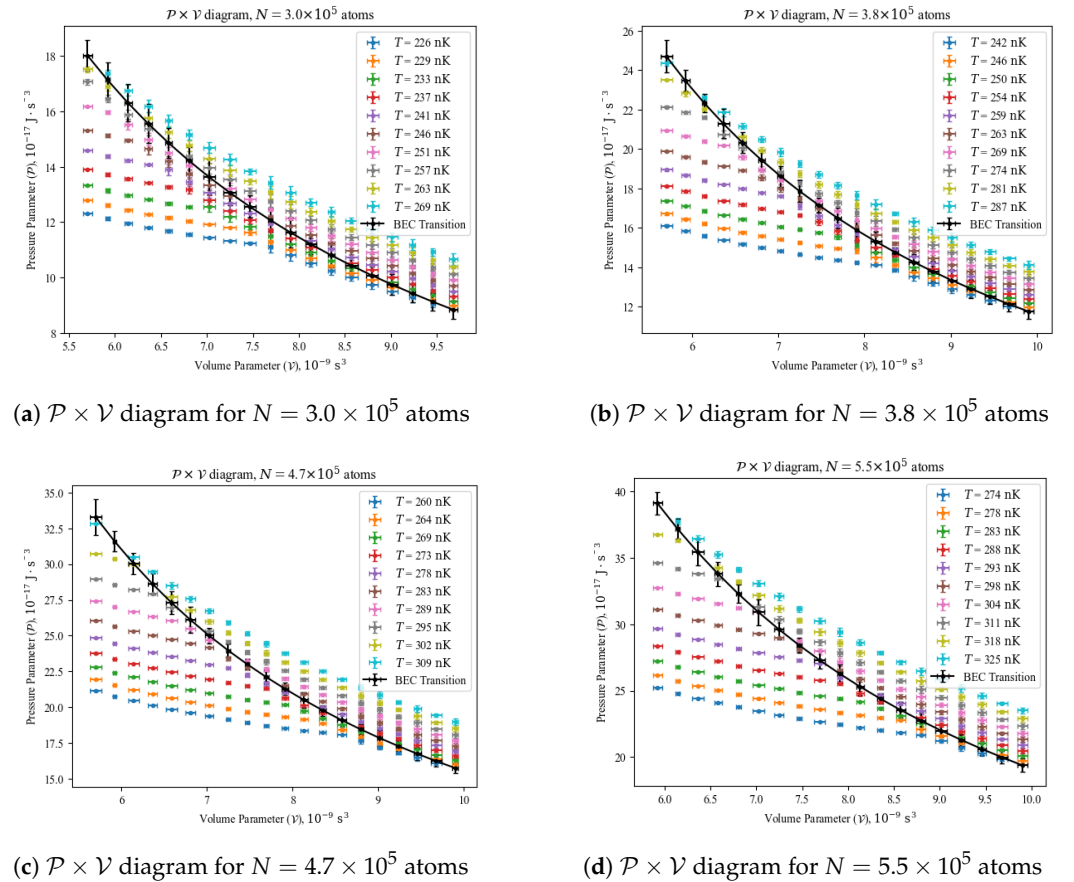 𝒫 × 𝒱 diagram, N = 3.0×10⁵ atoms
Pressure Parameter (𝒫), 10⁻¹⁷ J · s⁻³
18
16
14
12
10
8
T = 226 nK
T = 229 nK
T = 233 nK
T = 237 nK
T = 241 nK
T = 246 nK
T = 251 nK
T = 257 nK
T = 263 nK
T = 269 nK
BEC Transition
5.5 6.0 6.5 7.0 7.5 8.0 8.5 9.0 9.5
Volume Parameter (𝒱), 10⁻⁹ s³
(a) 𝒫 × 𝒱 diagram for N = 3.0 × 10⁵ atoms
𝒫 × 𝒱 diagram, N = 3.8×10⁵ atoms
Pressure Parameter (𝒫), 10⁻¹⁷ J · s⁻³
26
24
22
20
18
16
14
12
T = 242 nK
T = 246 nK
T = 250 nK
T = 254 nK
T = 259 nK
T = 263 nK
T = 269 nK
T = 274 nK
T = 281 nK
T = 287 nK
BEC Transition
6 7 8 9 10
Volume Parameter (𝒱), 10⁻⁹ s³
(b) 𝒫 × 𝒱 diagram for N = 3.8 × 10⁵ atoms
𝒫 × 𝒱 diagram, N = 4.7×10⁵ atoms
Pressure Parameter (𝒫), 10⁻¹⁷ J · s⁻³
35.0
32.5
30.0
27.5
25.0
22.5
20.0
17.5
15.0
T = 260 nK
T = 264 nK
T = 269 nK
T = 273 nK
T = 278 nK
T = 283 nK
T = 289 nK
T = 295 nK
T = 302 nK
T = 309 nK
BEC Transition
6 7 8 9 10
Volume Parameter (𝒱), 10⁻⁹ s³
(c) 𝒫 × 𝒱 diagram for N = 4.7 × 10⁵ atoms
𝒫 × 𝒱 diagram, N = 5.5×10⁵ atoms
Pressure Parameter (𝒫), 10⁻¹⁷ J · s⁻³
40
35
30
25
20
T = 274 nK
T = 278 nK
T = 283 nK
T = 288 nK
T = 293 nK
T = 298 nK
T = 304 nK
T = 311 nK
T = 318 nK
T = 325 nK
BEC Transition
6.0 6.5 7.0 7.5 8.0 8.5 9.0 9.5 10.0
Volume Parameter (𝒱), 10⁻⁹ s³
(d) 𝒫 × 𝒱 diagram for N = 5.5 × 10⁵ atoms